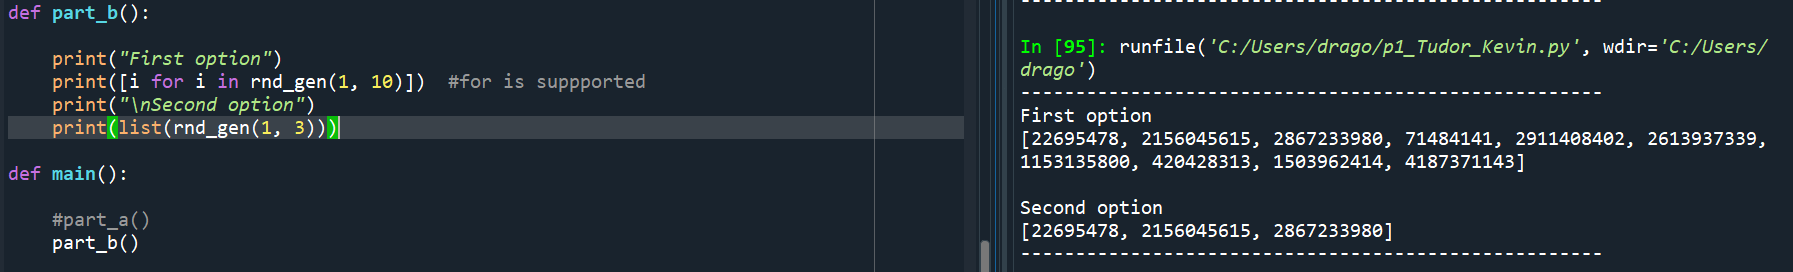 def part_b():
print("First option")
print([i for i in rnd_gen(1, 10)])  #for is suppported
print("\nSecond option")
print(list(rnd_gen(1, 3)))
def main():
#part_a()
part_b()
----------------------------------------------------
In [95]: runfile('C:/Users/drago/p1_Tudor_Kevin.py', wdir='C:/Users/
drago')
----------------------------------------------------
First option
[22695478, 2156045615, 2867233980, 71484141, 2911408402, 2613937339,
1153135800, 420428313, 1503962414, 4187371143]
Second option
[22695478, 2156045615, 2867233980]
----------------------------------------------------